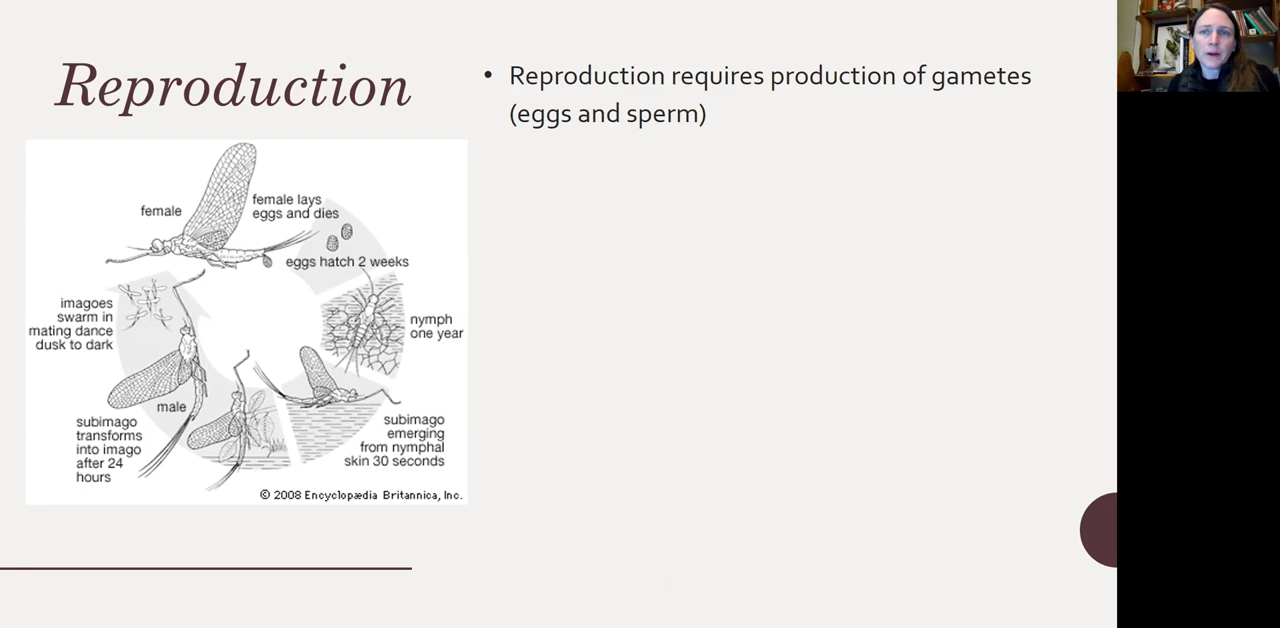 Reproduction
• Reproduction requires production of gametes
(eggs and sperm)
female
female lays
eggs and dies
eggs hatch 2 weeks
nymph
one year
imagoes
swarm in
mating dance
dusk to dark
male
subimago
transforms
into imago
after 24
hours
subimago
emerging
from nymphal
skin 30 seconds
© 2008 Encyclopædia Britannica, Inc.